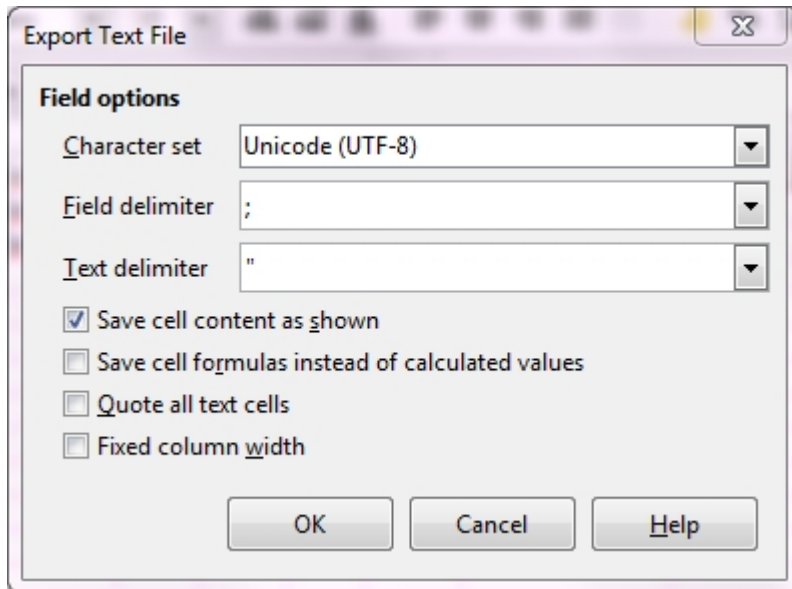 Export Text File
Field options
Character set Unicode (UTF-8)
Field delimiter ;
Text delimiter "
Save cell content as shown
Save cell formulas instead of calculated values
Quote all text cells
Fixed column width
OK Cancel Help